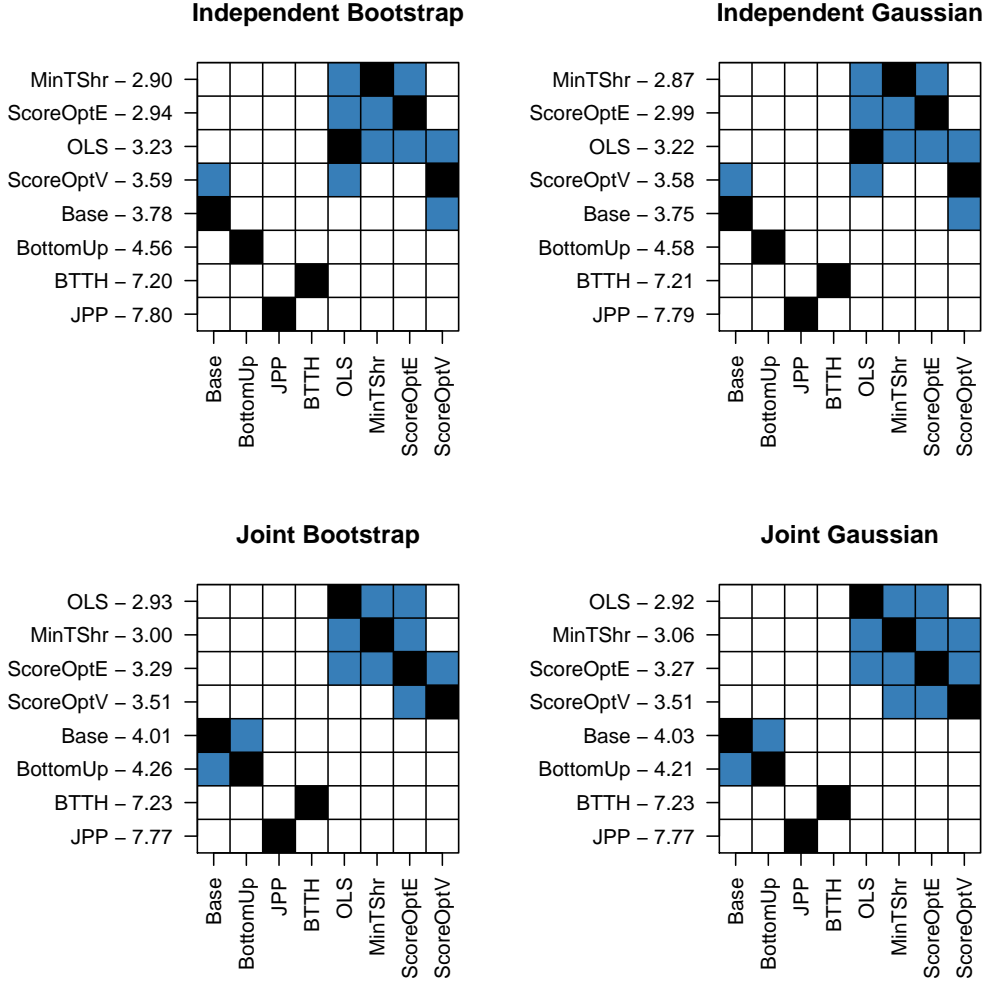 Independent Bootstrap
MinTShr – 2.90
ScoreOptE – 2.94
OLS – 3.23
ScoreOptV – 3.59
Base – 3.78
BottomUp – 4.56
BTTH – 7.20
JPP – 7.80
Base
BottomUp
JPP
BTTH
OLS
MinTShr
ScoreOptE
ScoreOptV
Independent Gaussian
MinTShr – 2.87
ScoreOptE – 2.99
OLS – 3.22
ScoreOptV – 3.58
Base – 3.75
BottomUp – 4.58
BTTH – 7.21
JPP – 7.79
Base
BottomUp
JPP
BTTH
OLS
MinTShr
ScoreOptE
ScoreOptV
Joint Bootstrap
OLS – 2.93
MinTShr – 3.00
ScoreOptE – 3.29
ScoreOptV – 3.51
Base – 4.01
BottomUp – 4.26
BTTH – 7.23
JPP – 7.77
Base
BottomUp
JPP
BTTH
OLS
MinTShr
ScoreOptE
ScoreOptV
Joint Gaussian
OLS – 2.92
MinTShr – 3.06
ScoreOptE – 3.27
ScoreOptV – 3.51
Base – 4.03
BottomUp – 4.21
BTTH – 7.23
JPP – 7.77
Base
BottomUp
JPP
BTTH
OLS
MinTShr
ScoreOptE
ScoreOptV